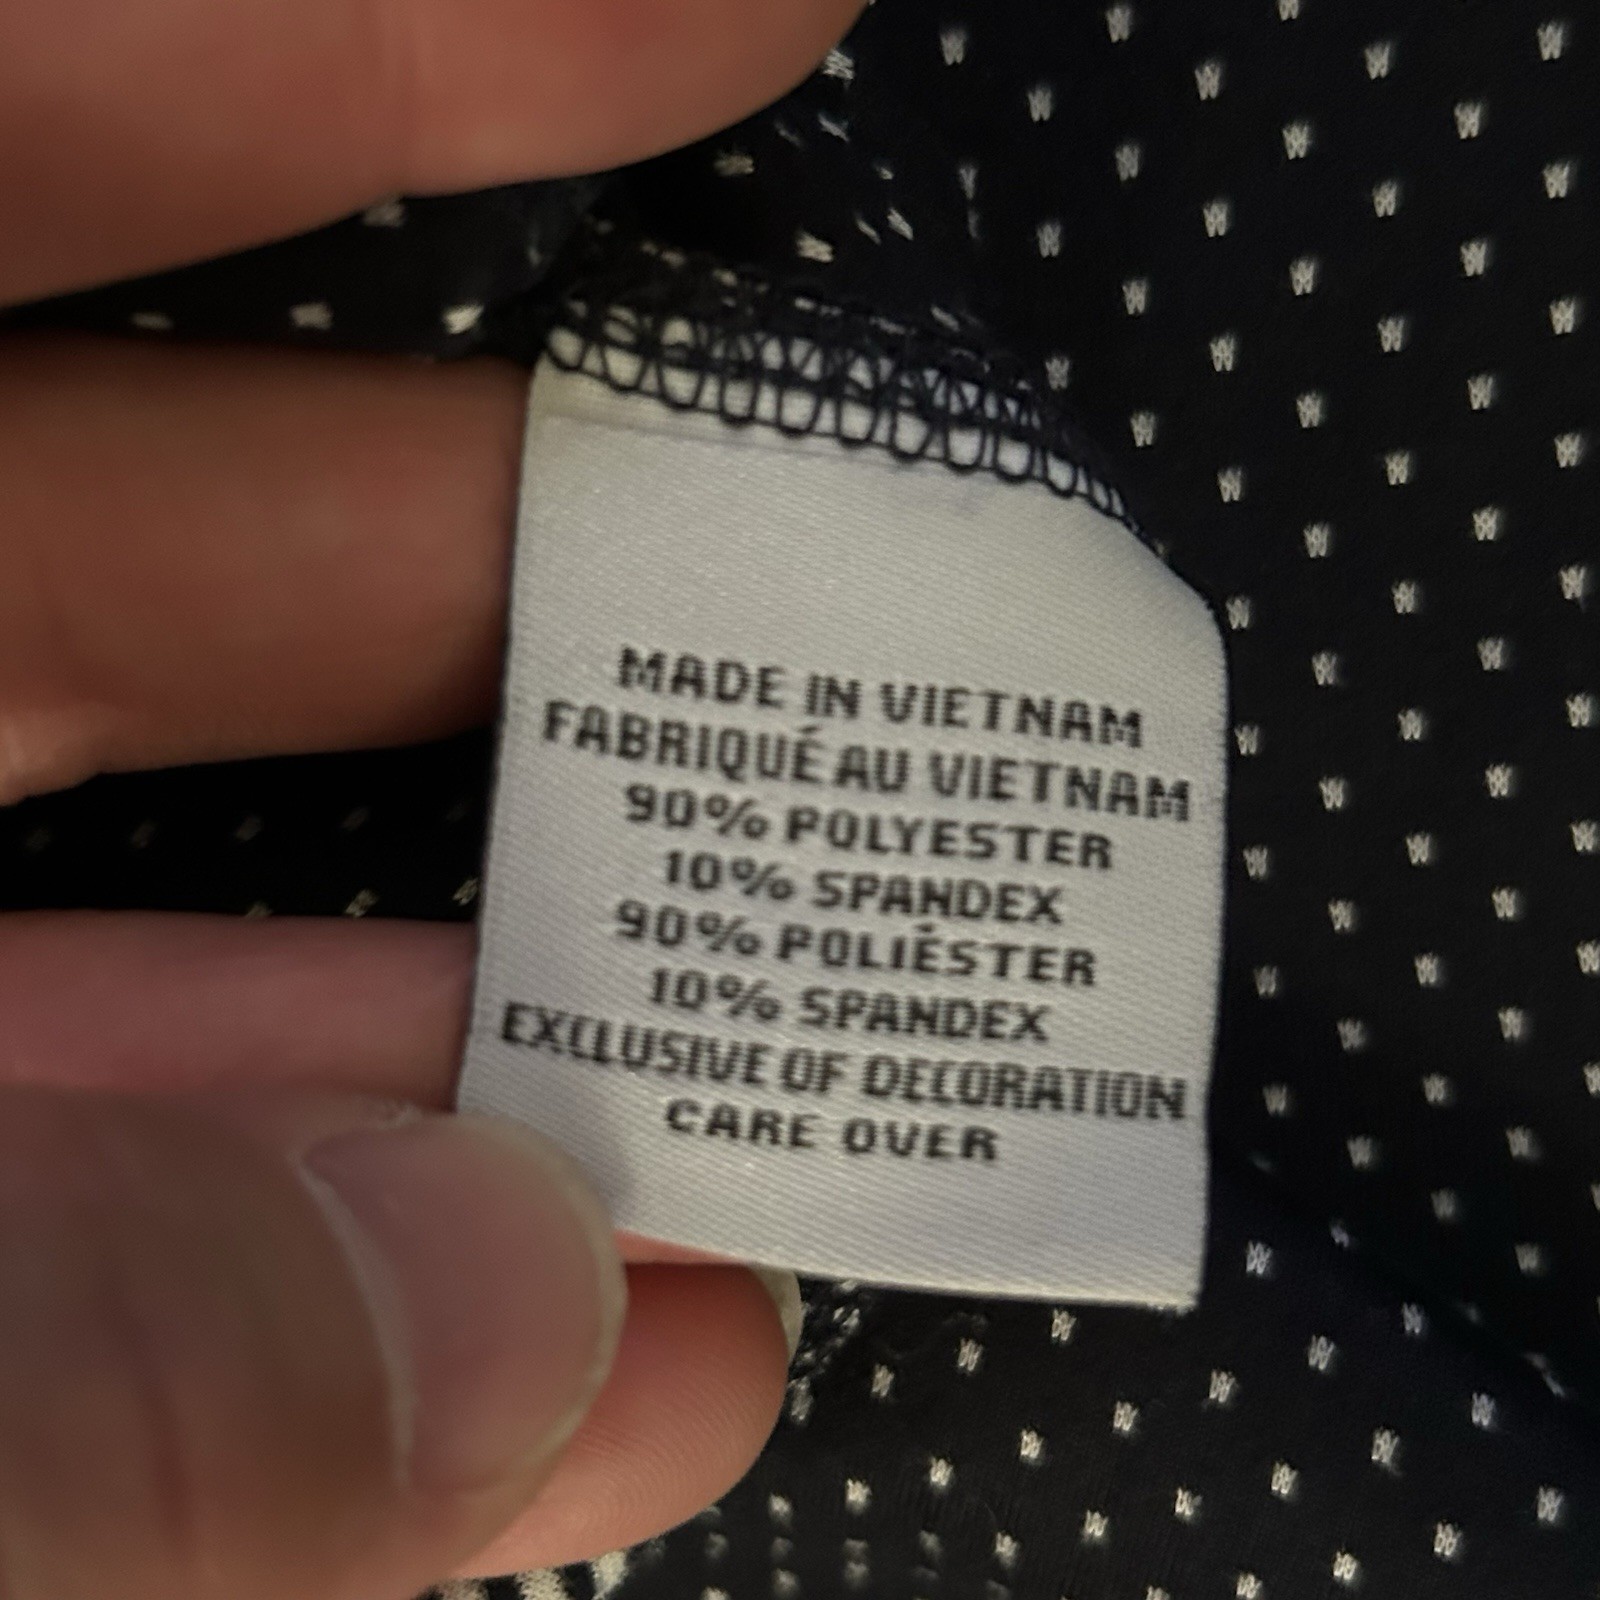 MADE IN VIETNAM
FABRIQUÉ AU VIETNAM
90% POLYESTER
10% SPANDEX
90% POLIÉSTER
10% SPANDEX
EXCLUSIVE OF DECORATION
CARE OVER